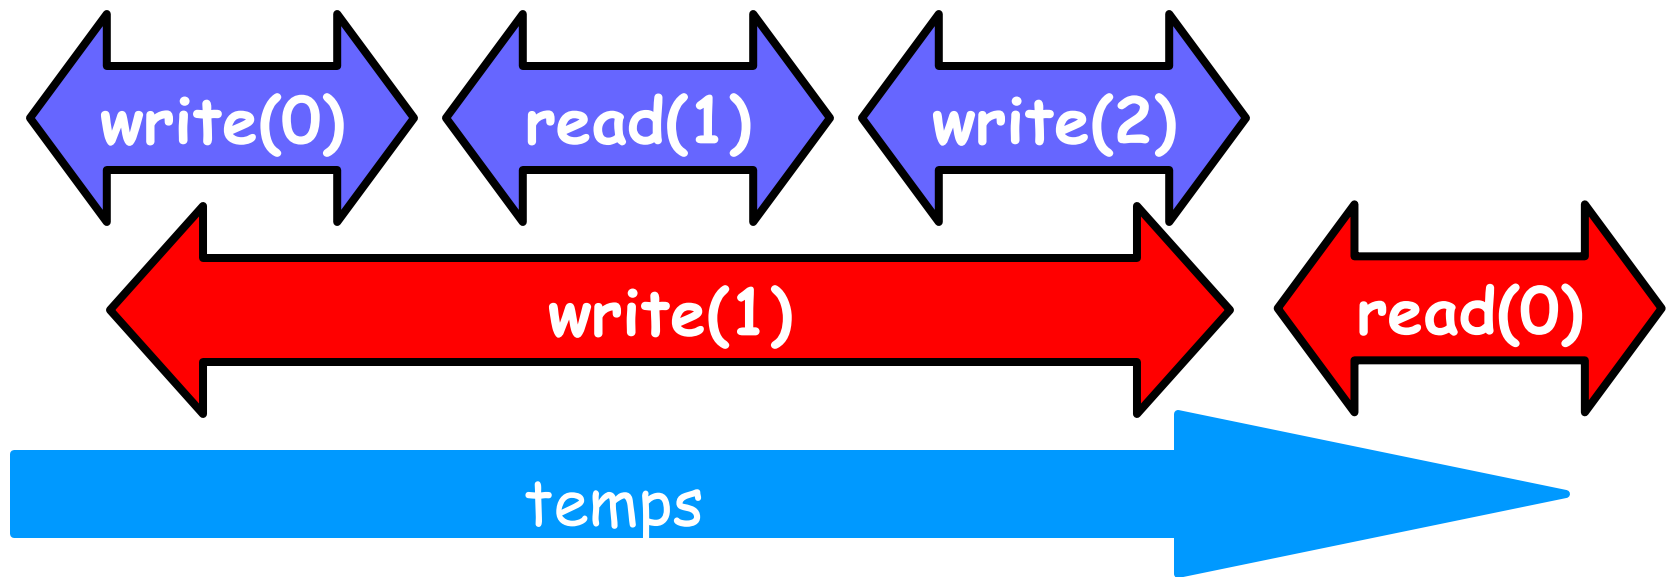 write(0) read(1) write(2)
write(1) read(0)
temps